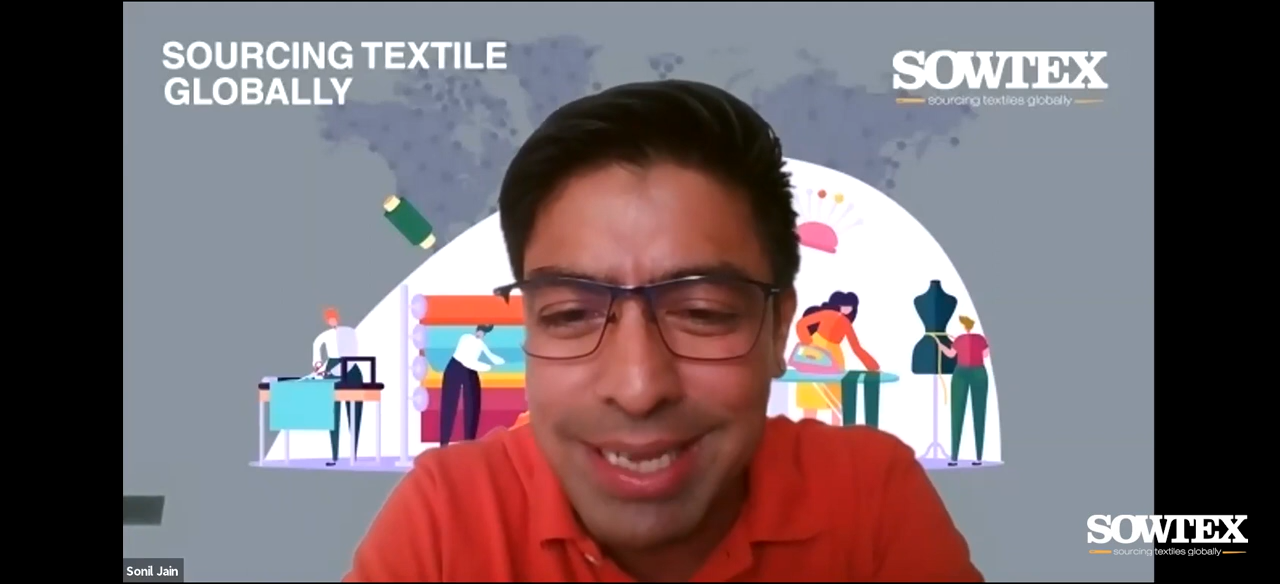 SOURCING TEXTILE
GLOBALLY
SOWTEX
sourcing textiles globally
SOWTEX
sourcing textiles globally
Sonil Jain